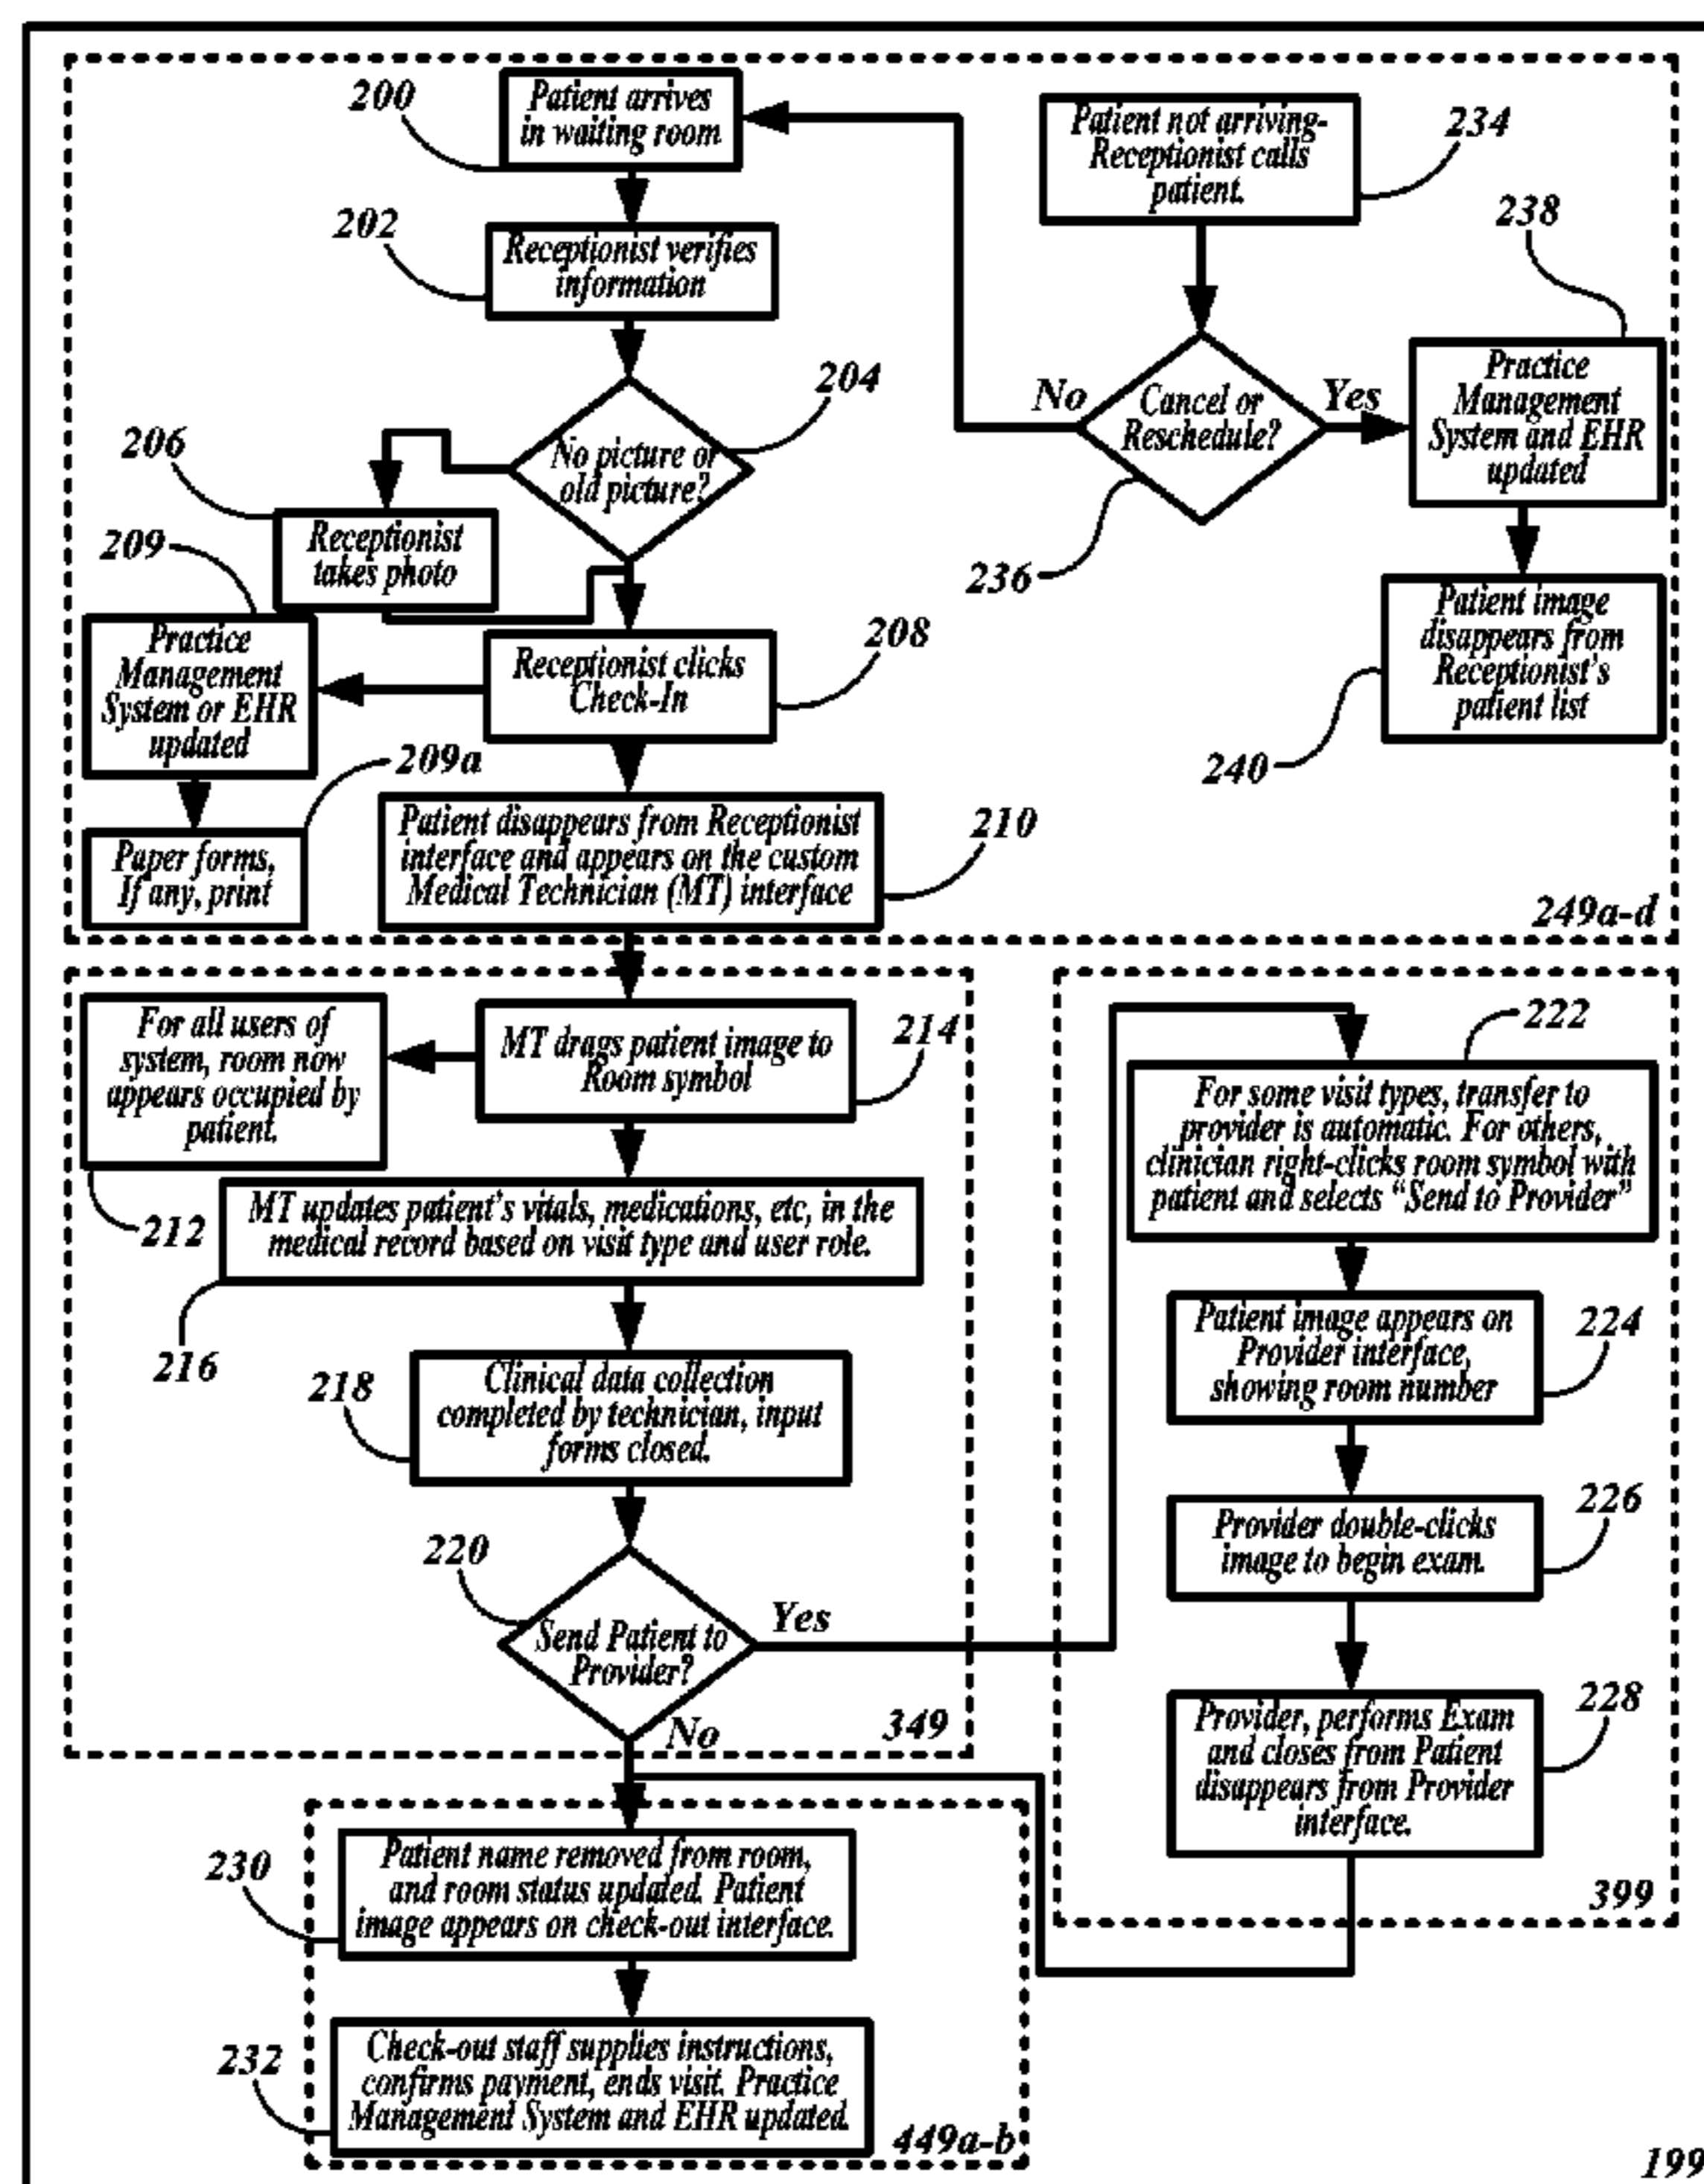 200
Patient arrives
in waiting room
202
Receptionist verifies
information
204
No picture or
old picture?
206
Receptionist
takes photo
209
Practice
Management
System or EHR
updated
208
Receptionist clicks
Check-In
209a
Paper forms,
If any, print
Patient disappears from Receptionist
interface and appears on the custom
Medical Technician (MT) interface
210
Patient not arriving-
Receptionist calls
patient.
234
238
No
Cancel or
Reschedule?
Yes
236
Practice
Management
System and EHR
updated
Patient image
disappears from
Receptionist's
patient list
240
249a-d
For all users of
system, room now
appears occupied by
patient.
212
MT drags patient image to
Room symbol
214
MT updates patient's vitals, medications, etc, in the
medical record based on visit type and user role.
216
218
Clinical data collection
completed by technician, input
forms closed.
220
Send Patient to
Provider?
Yes
No
349
222
For some visit types, transfer to
provider is automatic. For others,
clinician right-clicks room symbol with
patient and selects “Send to Provider”
Patient image appears on
Provider interface,
showing room number
224
Provider double-clicks
image to begin exam.
226
Provider, performs Exam
and closes from Patient
disappears from Provider
interface.
228
399
230
Patient name removed from room,
and room status updated. Patient
image appears on check-out interface.
232
Check-out staff supplies instructions,
confirms payment, ends visit. Practice
Management System and EHR updated.
449a-b
199